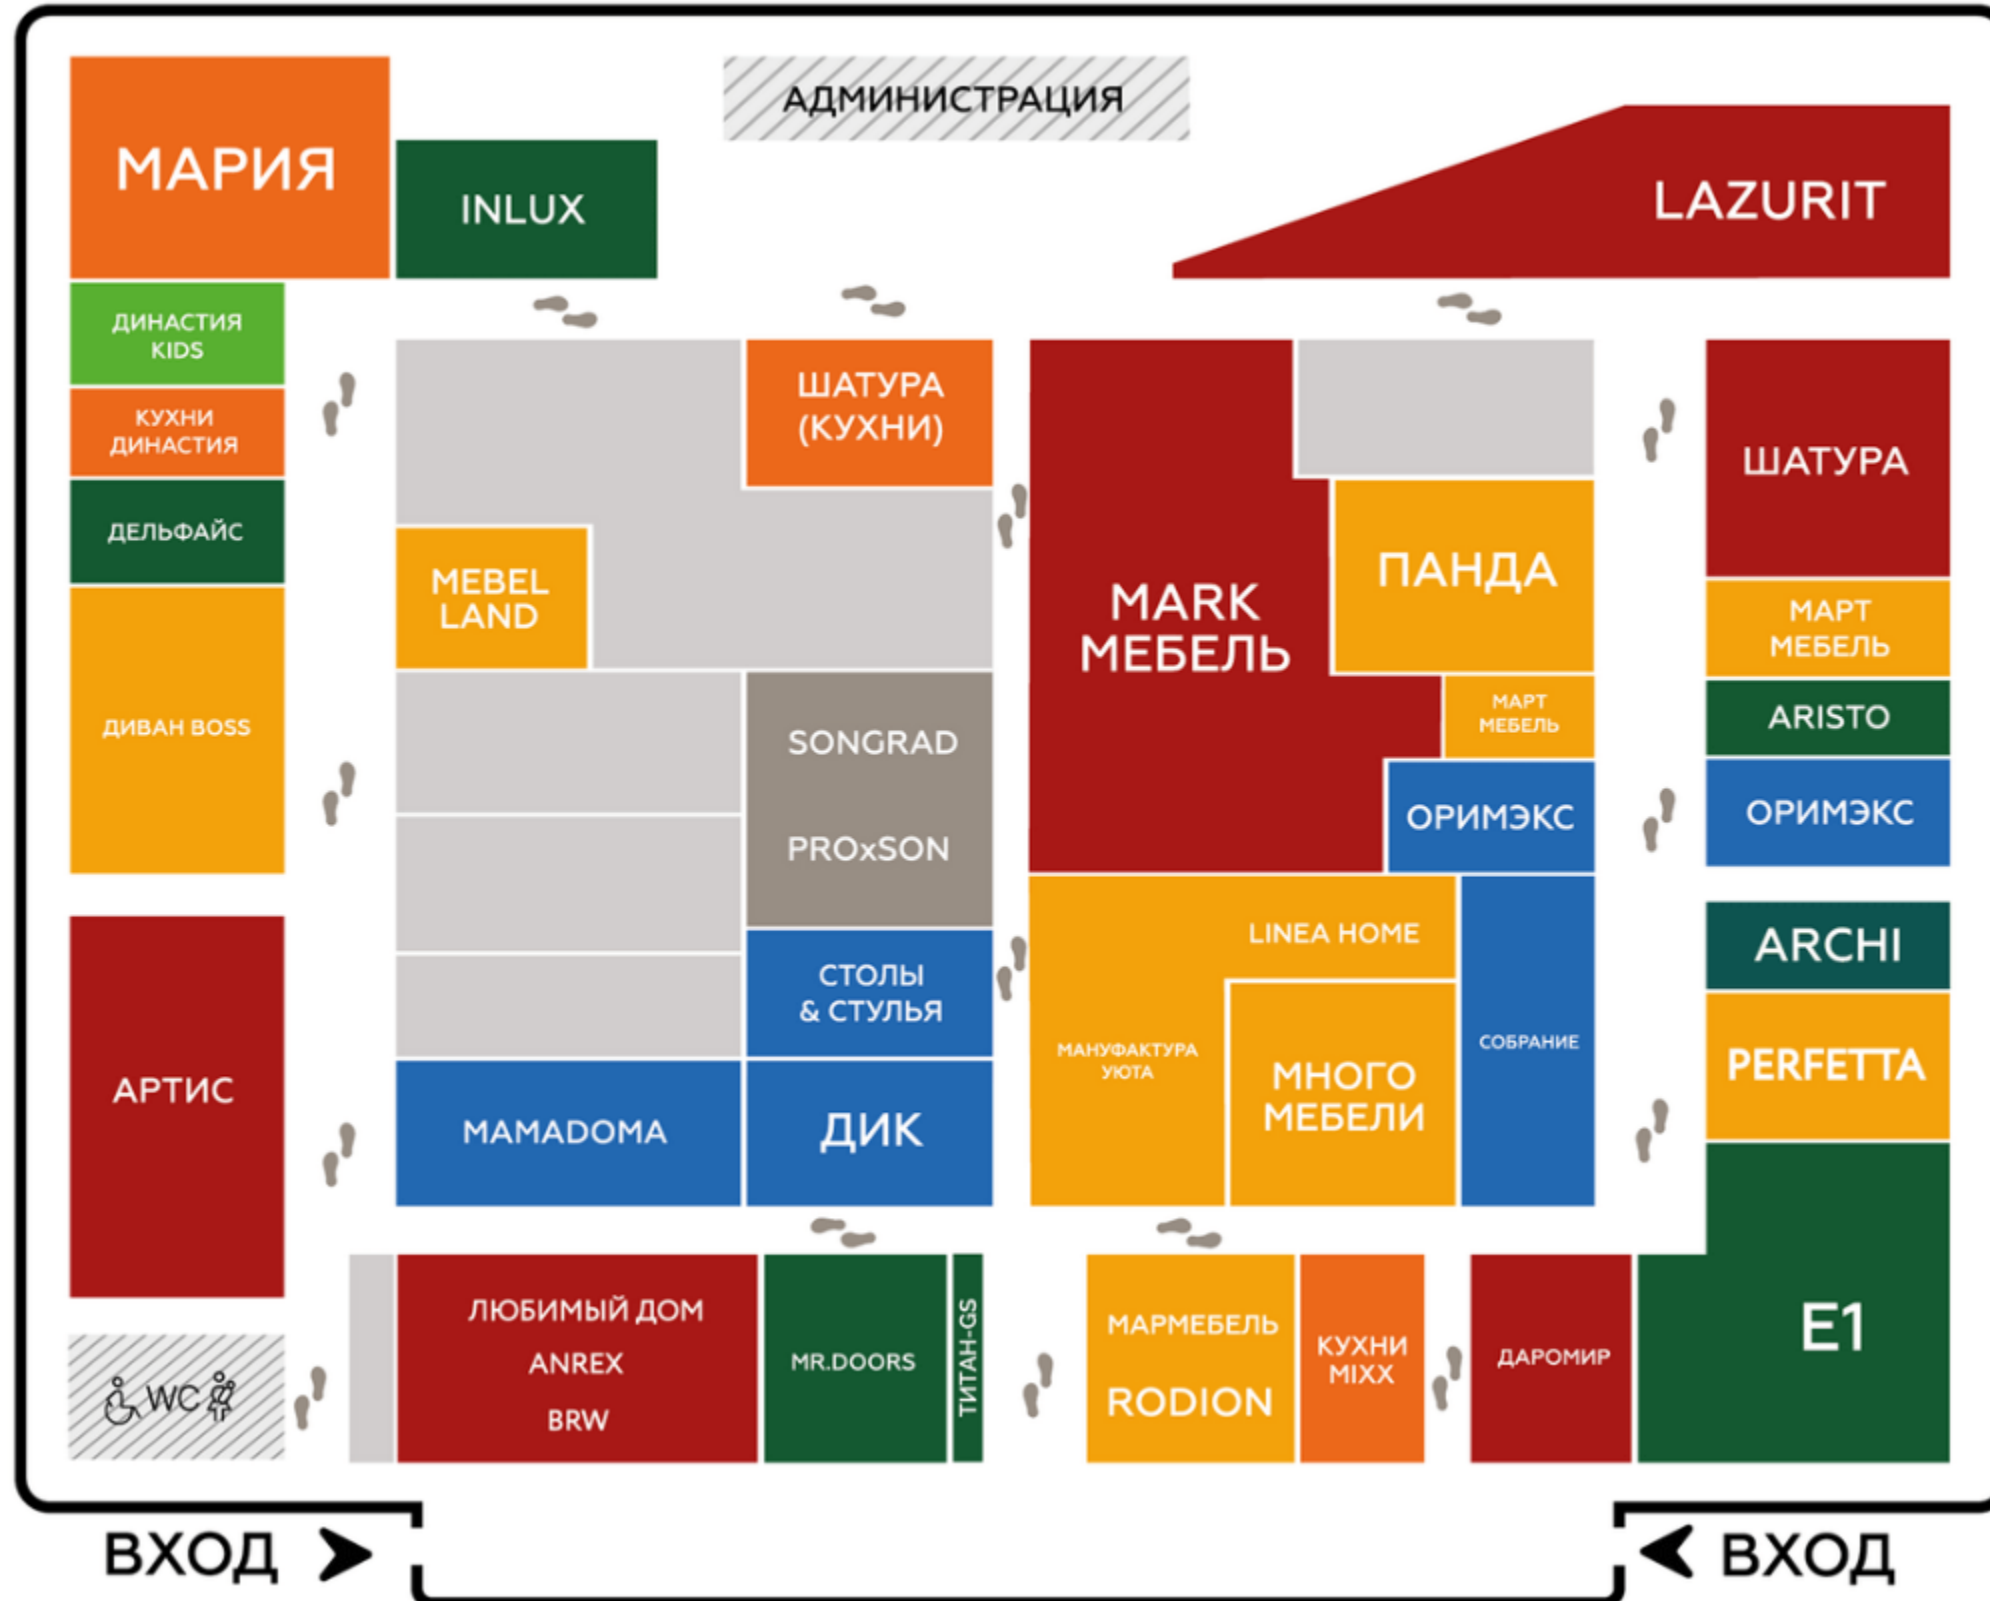 АДМИНИСТРАЦИЯ
МАРИЯ
INLUX
LAZURIT
ДИНАСТИЯ
KIDS
КУХНИ
ДИНАСТИЯ
ДЕЛЬФАЙС
ДИВАН BOSS
АРТИС
WC
ШАТУРА
(КУХНИ)
MEBEL
LAND
SONGRAD
PROxSON
СТОЛЫ
& СТУЛЬЯ
MAMADOMA
ДИК
MARK
МЕБЕЛЬ
ПАНДА
МАРТ
МЕБЕЛЬ
ОРИМЭКС
LINEA HOME
МАНУФАКТУРА
УЮТА
МНОГО
МЕБЕЛИ
СОБРАНИЕ
ШАТУРА
МАРТ
МЕБЕЛЬ
ARISTO
ОРИМЭКС
ARCHI
PERFETTA
E1
ЛЮБИМЫЙ ДОМ
ANREX
BRW
MR.DOORS
ТИТАН-GS
МАРМЕБЕЛЬ
RODION
КУХНИ
MIXX
ДАРОМИР
ВХОД
ВХОД